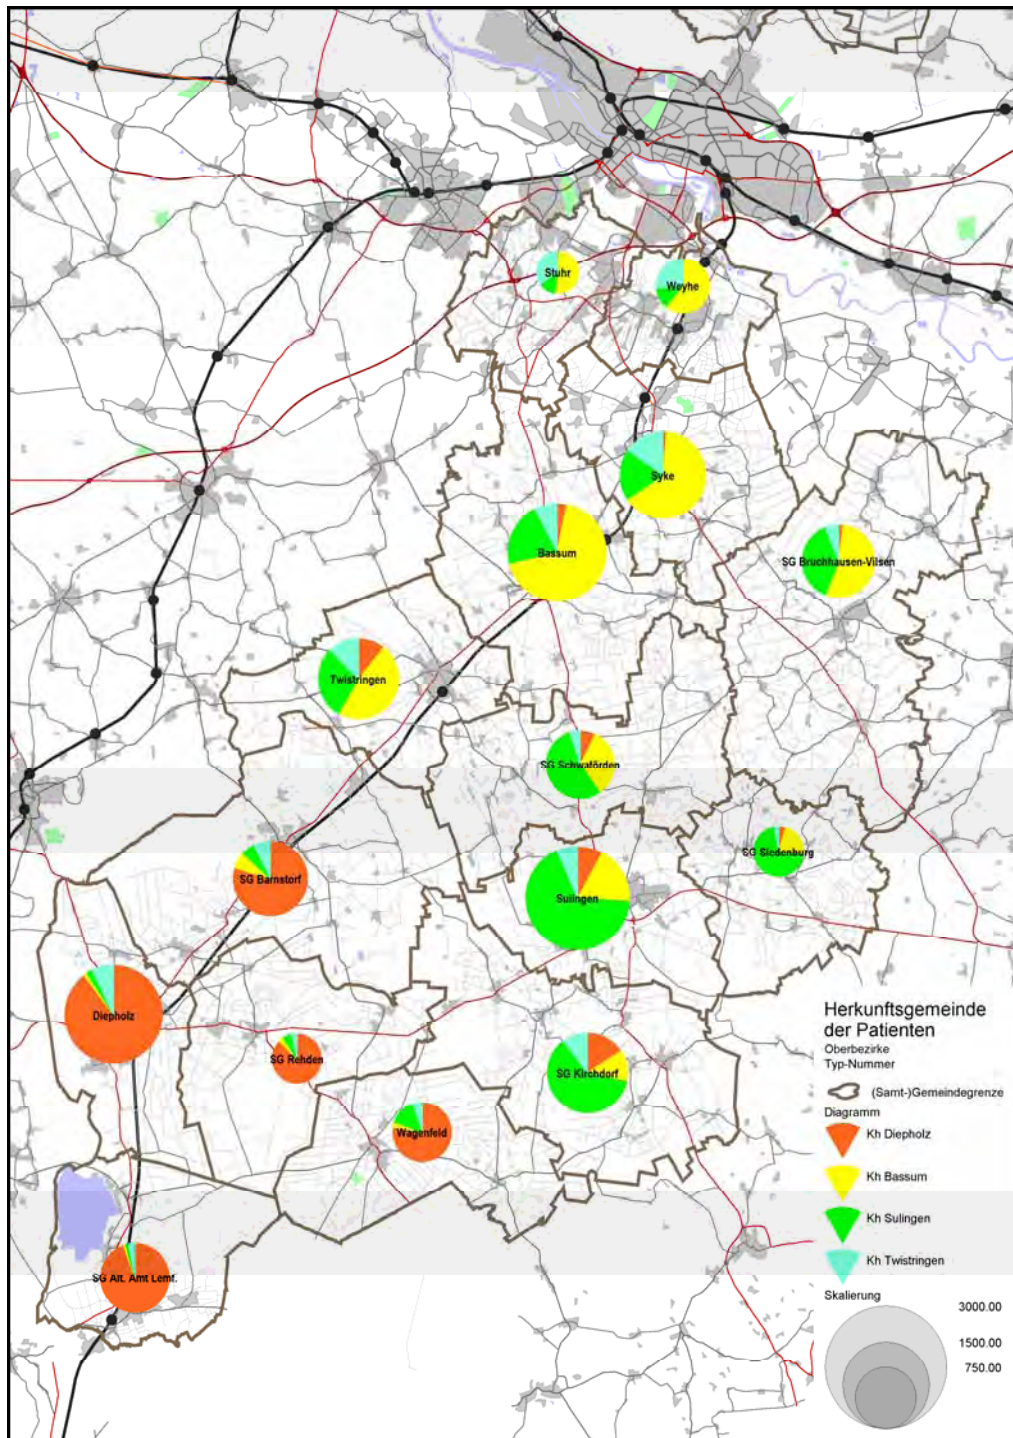 Stuhr
Weyhe
Syke
Bassum
SG Bruchhausen-Vilsen
Twistringen
SG Schwaförden
SG Siedenburg
SG Barnstorf
Sulingen
Diepholz
SG Rehden
SG Kirchdorf
Wagenfeld
SG Alt. Amt Lemf.
Herkunftsgemeinde
der Patienten
Oberbezirke
Typ-Nummer
(Samt-)Gemeindegrenze
Diagramm
Kh Diepholz
Kh Bassum
Kh Sulingen
Kh Twistringen
Skalierung
3000.00
1500.00
750.00